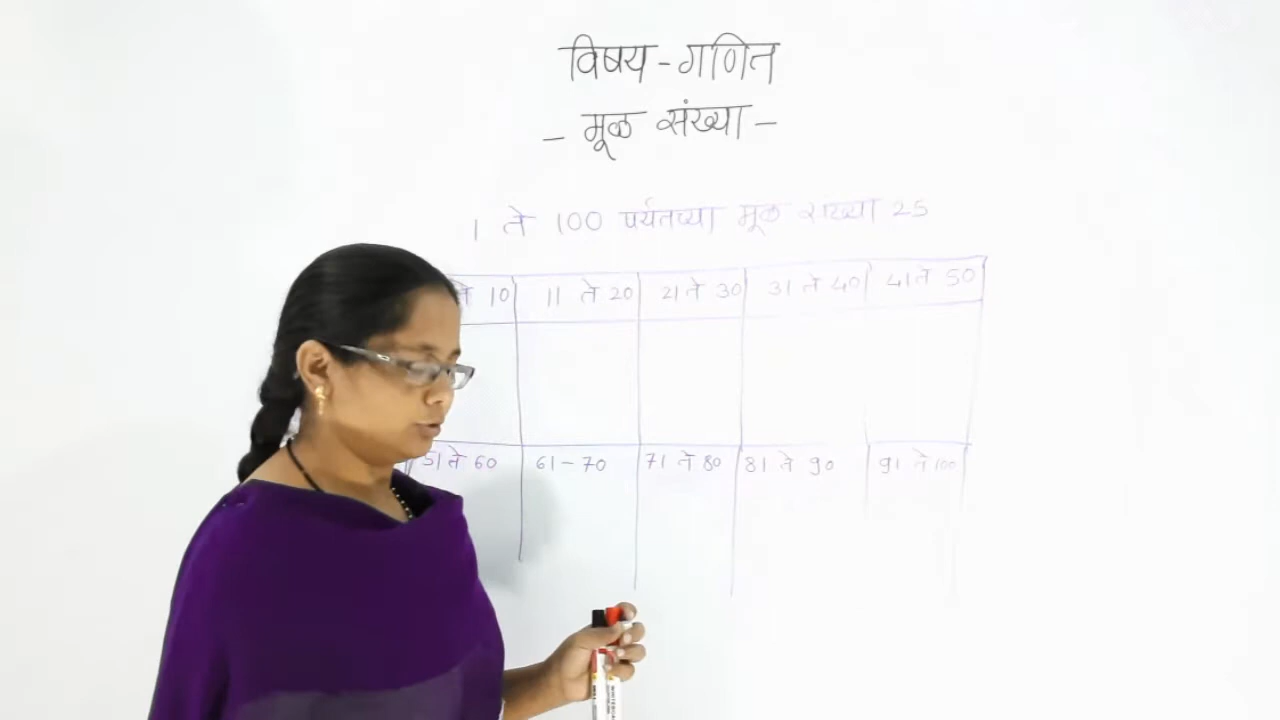 विषय - गणित
- मूळ संख्या -
1 ते 100 पर्यंतच्या मूळ संख्या 25
ते 10 11 ते 20 21 ते 30 31 ते 40 41 ते 50
51 ते 60 61 - 70 71 ते 80 81 ते 90 91 ते 100